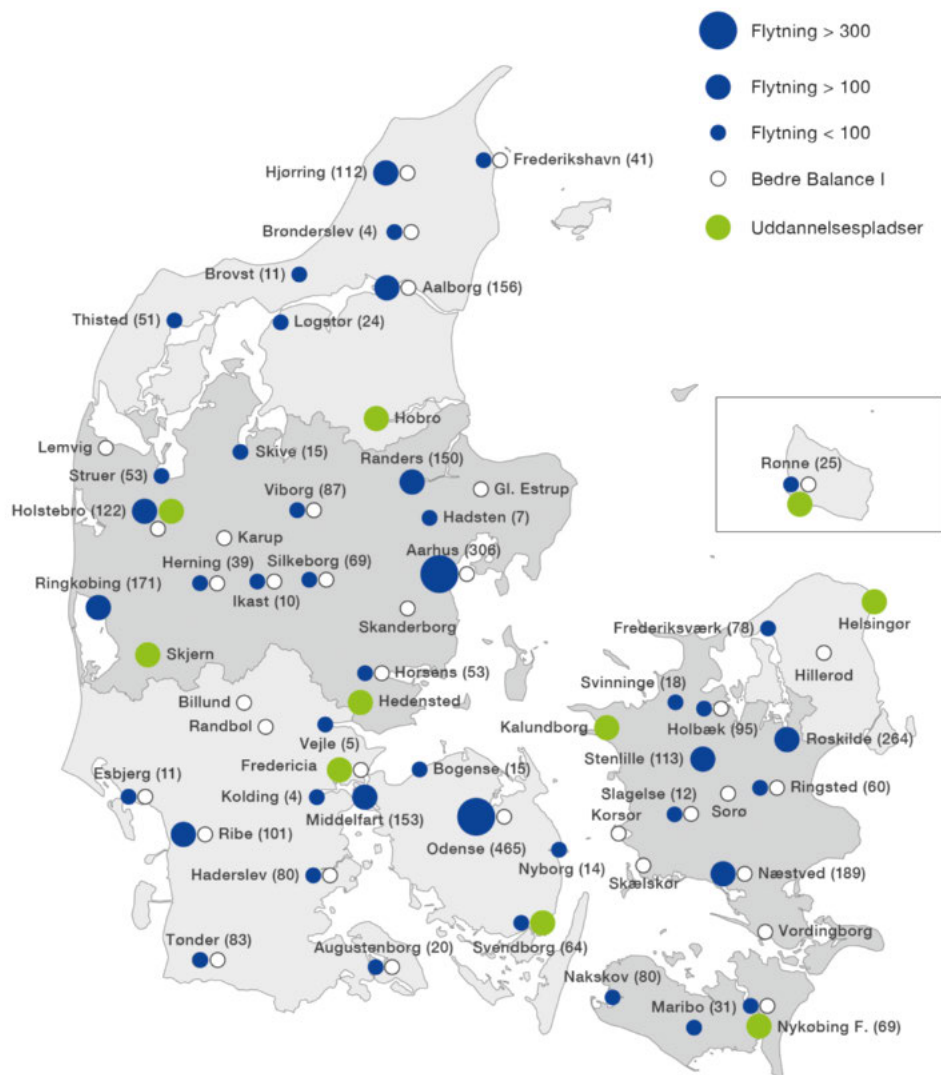 Flytning > 300
Flytning > 100
Flytning < 100
Bedre Balance I
Uddannelsespladser
Frederikshavn (41)
Hjørring (112)
Brønderslev (4)
Brovst (11)
Aalborg (156)
Thisted (51)
Løgstør (24)
Hobro
Lemvig
Skive (15)
Randers (150)
Struer (53)
Viborg (87)
Gl. Estrup
Holstebro (122)
Hadsten (7)
Karup
Aarhus (306)
Herning (39)
Silkeborg (69)
Ringkøbing (171)
Ikast (10)
Skanderborg
Skjern
Horsens (53)
Billund
Hedensted
Randbøl
Vejle (5)
Fredericia
Bogense (15)
Esbjerg (11)
Kolding (4)
Middelfart (153)
Ribe (101)
Odense (465)
Nyborg (14)
Haderslev (80)
Svendborg (64)
Tønder (83)
Augustenborg (20)
Rønne (25)
Helsingør
Frederiksværk (78)
Hillerød
Svinninge (18)
Kalundborg
Holbæk (95)
Roskilde (264)
Stenlille (113)
Slagelse (12)
Ringsted (60)
Sorø
Korsør
Skælskør
Næstved (189)
Vordingborg
Nakskov (80)
Maribo (31)
Nykøbing F. (69)